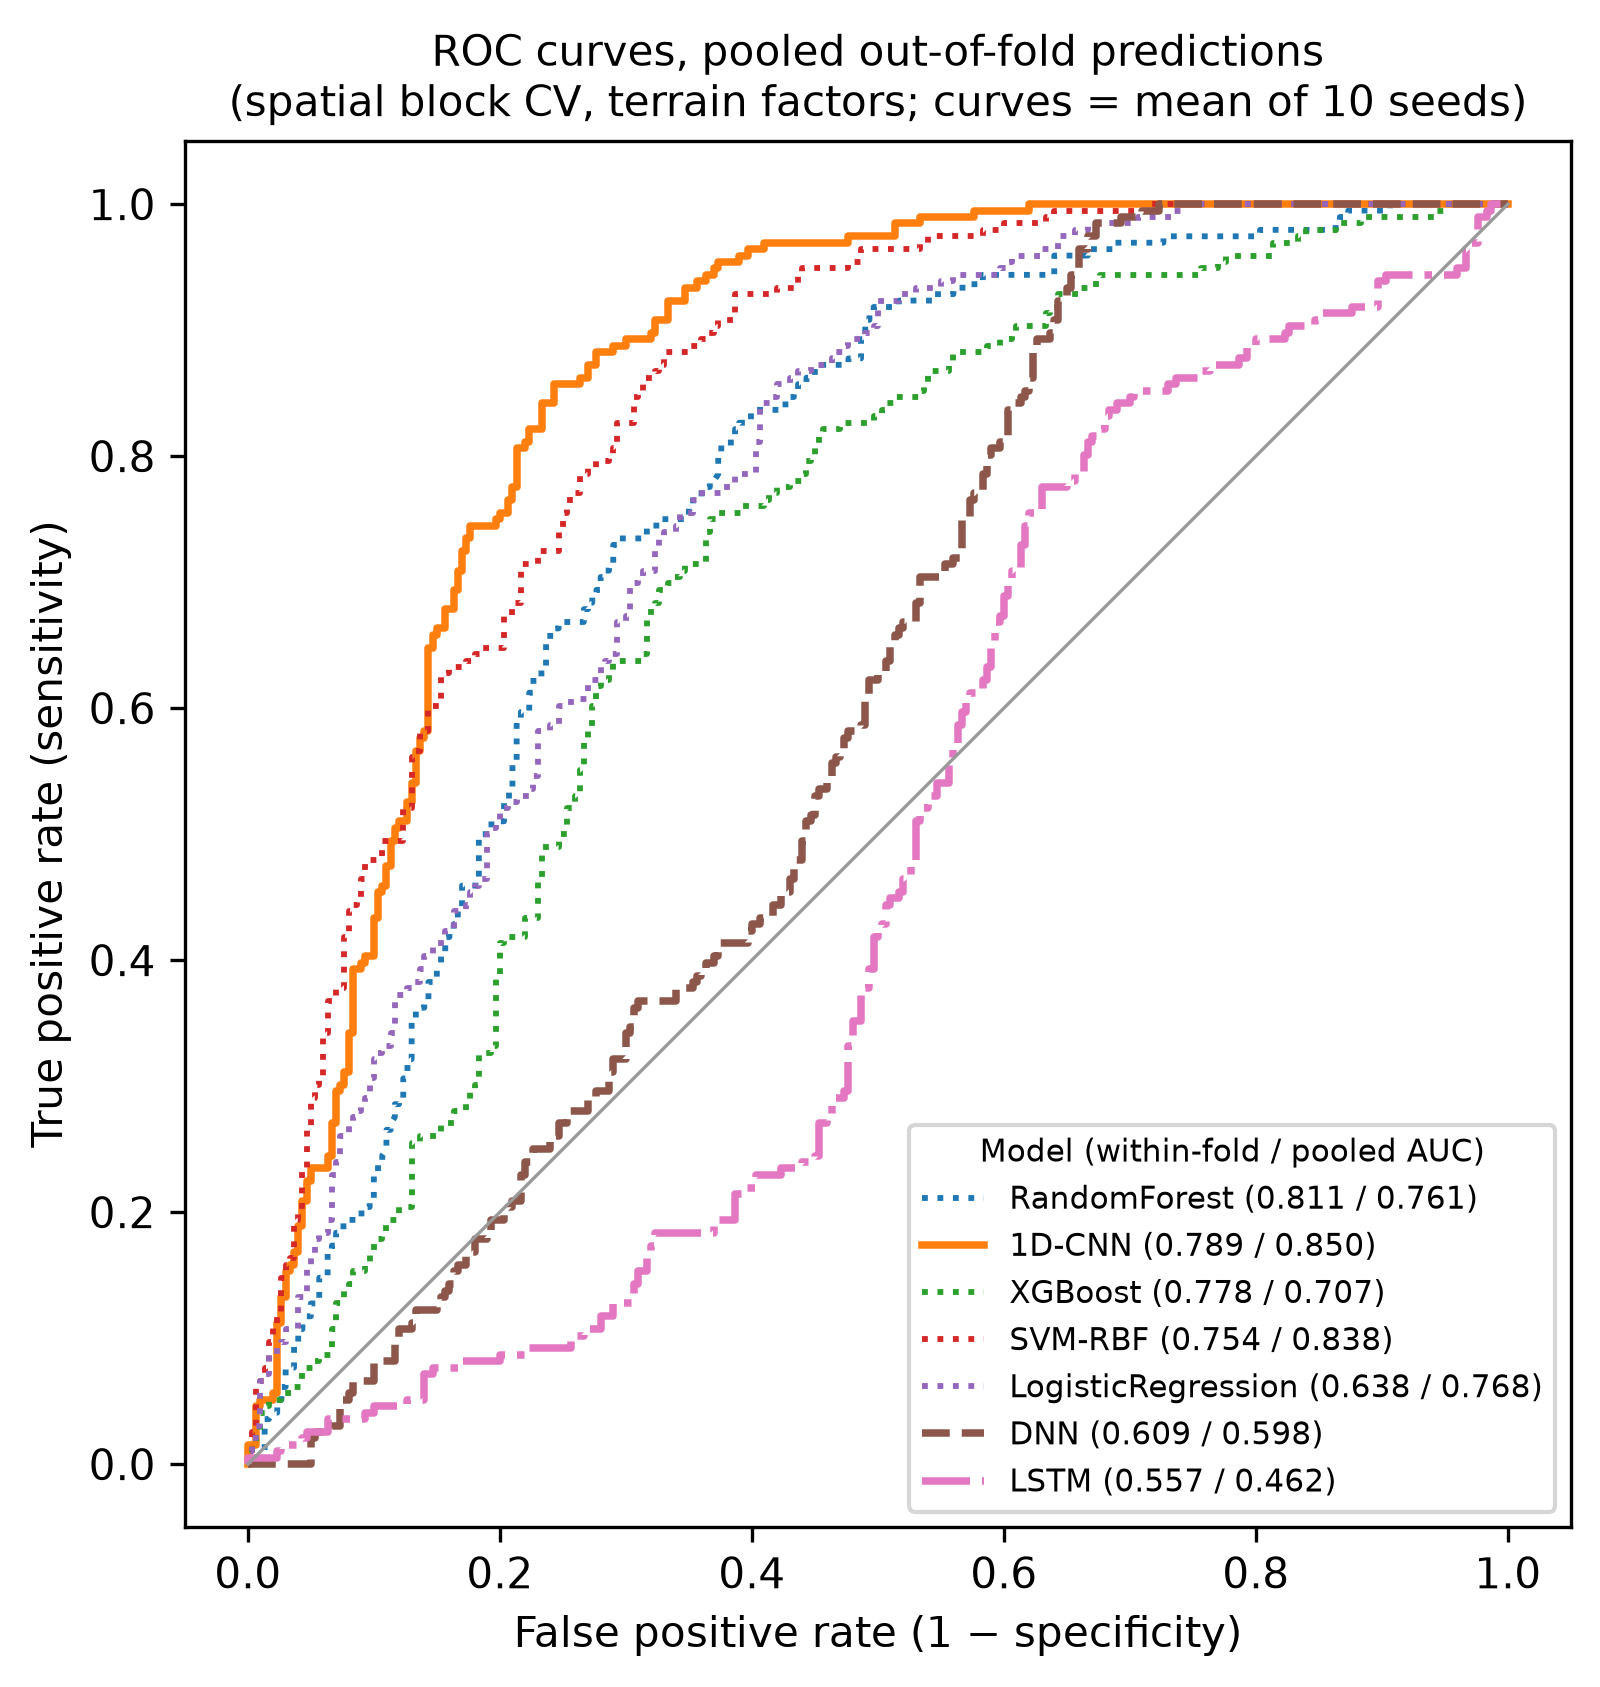 ROC curves, pooled out-of-fold predictions
(spatial block CV, terrain factors; curves = mean of 10 seeds)
True positive rate (sensitivity)
1.0
0.8
0.6
0.4
0.2
0.0
Model (within-fold / pooled AUC)
RandomForest (0.811 / 0.761)
1D-CNN (0.789 / 0.850)
XGBoost (0.778 / 0.707)
SVM-RBF (0.754 / 0.838)
LogisticRegression (0.638 / 0.768)
DNN (0.609 / 0.598)
LSTM (0.557 / 0.462)
0.0 0.2 0.4 0.6 0.8 1.0
False positive rate (1 − specificity)